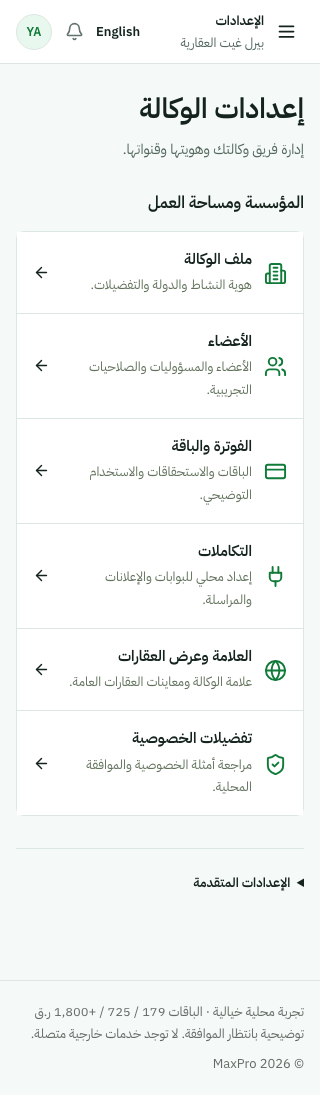 الإعدادات
بيرل غيت العقارية
English
YA
إعدادات الوكالة
إدارة فريق وكالتك وهويتها وقنواتها.
المؤسسة ومساحة العمل
ملف الوكالة
هوية النشاط والدولة والتفضيلات.
الأعضاء
الأعضاء والمسؤوليات والصلاحيات
التجريبية.
الفوترة والباقة
الباقات والاستحقاقات والاستخدام
التوضيحي.
التكاملات
إعداد محلي للبوابات والإعلانات
والمراسلة.
العلامة وعرض العقارات
علامة الوكالة ومعاينات العقارات العامة.
تفضيلات الخصوصية
مراجعة أمثلة الخصوصية والموافقة
المحلية.
الإعدادات المتقدمة
تجربة محلية خيالية · الباقات 179 / 725 / +1,800 ر.ق
توضيحية بانتظار الموافقة. لا توجد خدمات خارجية متصلة.
© 2026 MaxPro